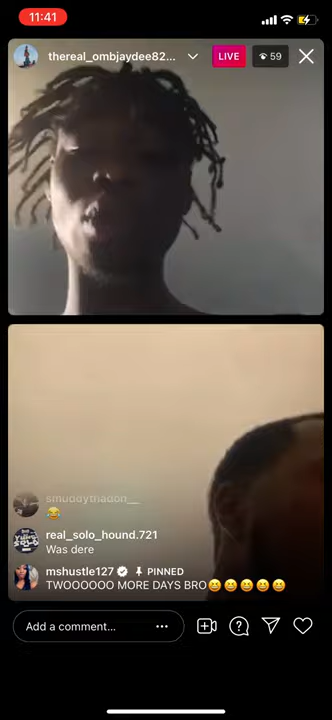 11:41
thereal_ombjaydee82...
LIVE
59
smuddythadon__
😂
real_solo_hound.721
Was dere
mshustle127 PINNED
TWOOOOOO MORE DAYS BRO😆😆😆😆😆
Add a comment...